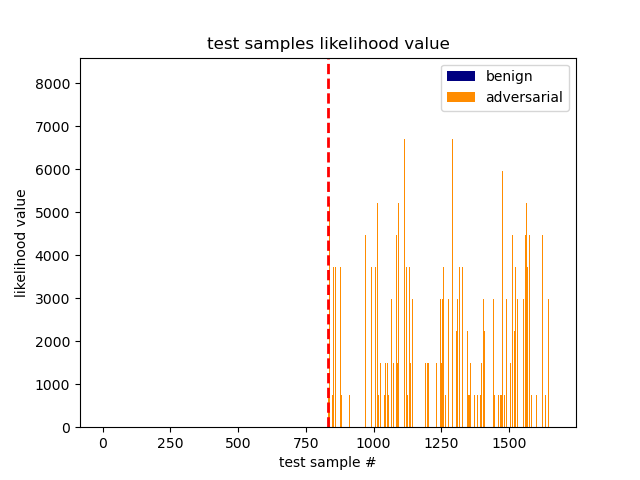 test samples likelihood value
benign
adversarial
8000
7000
6000
5000
4000
3000
2000
1000
0
likelihood value
0 250 500 750 1000 1250 1500
test sample #